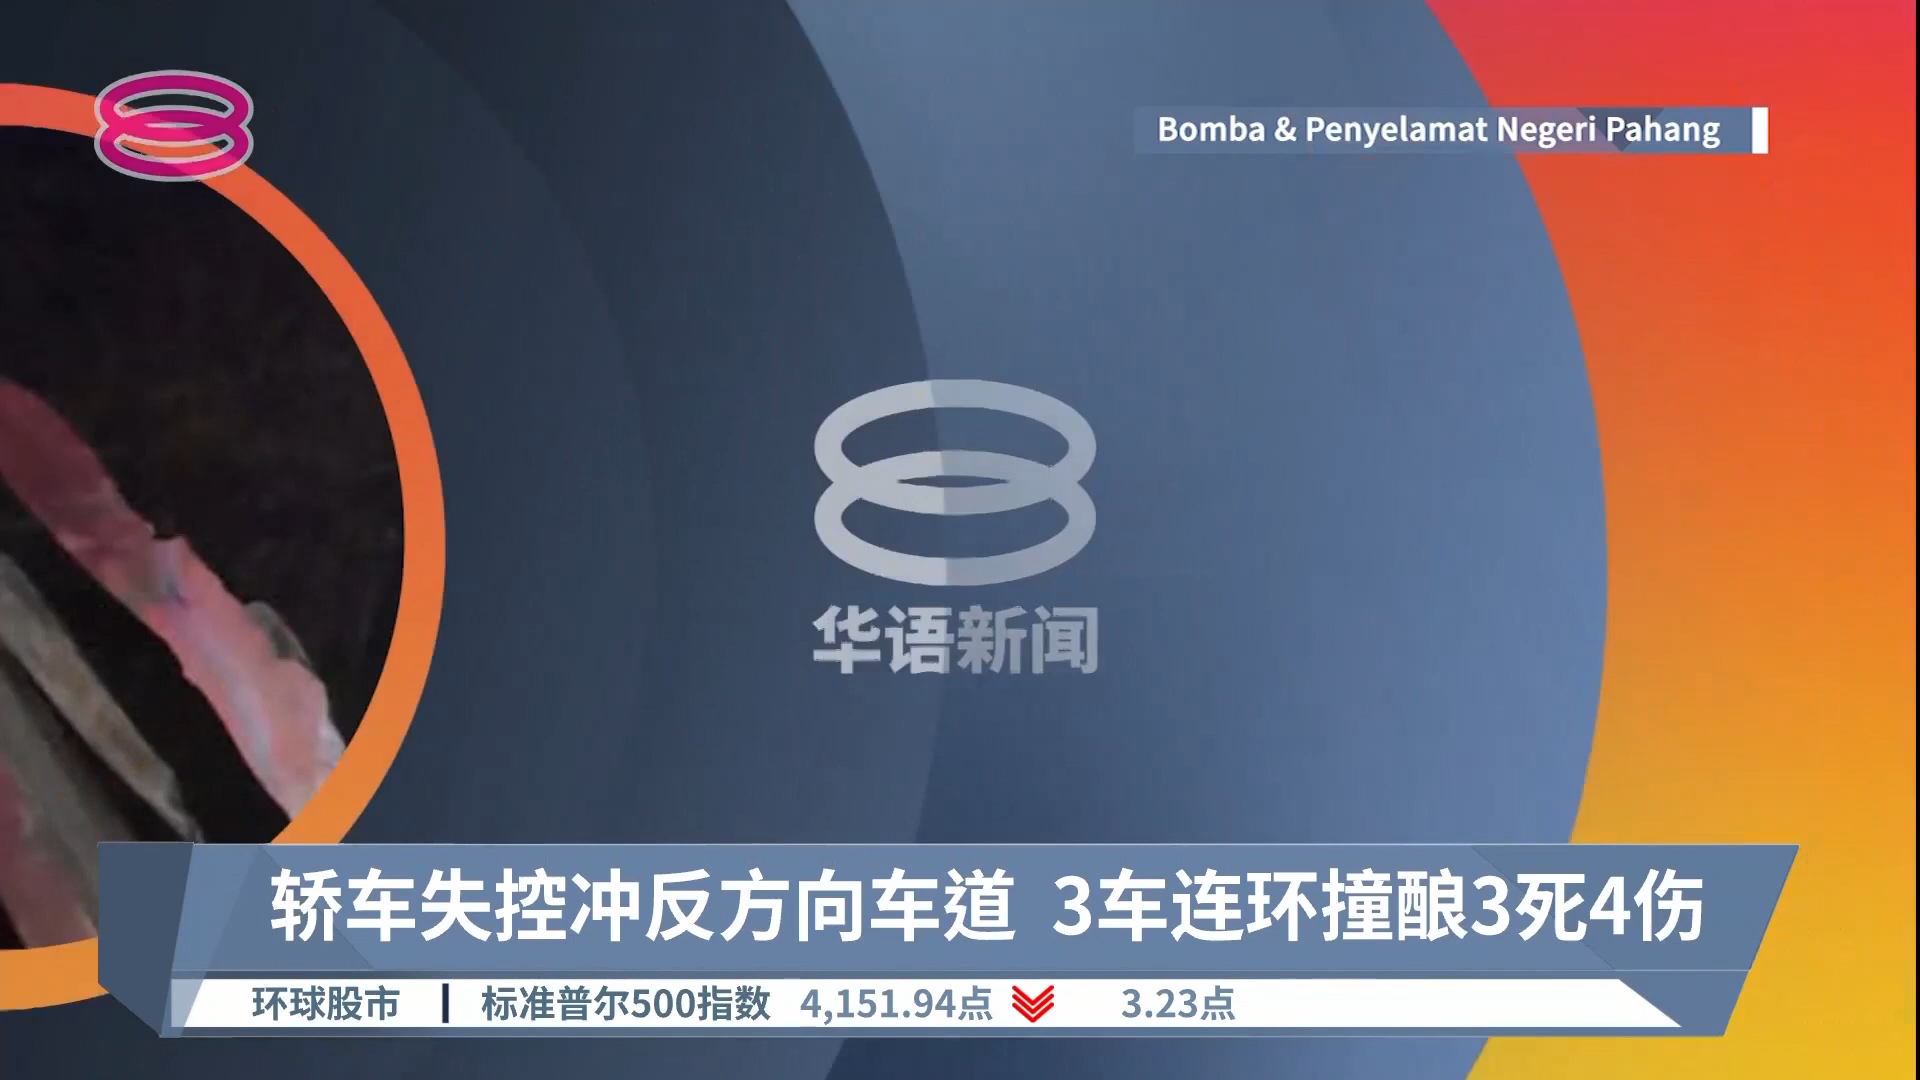 Bomba & Penyelamat Negeri Pahang
华语新闻
轿车失控冲反方向车道 3车连环撞酿3死4伤
环球股市 | 标准普尔500指数 4,151.94点 3.23点